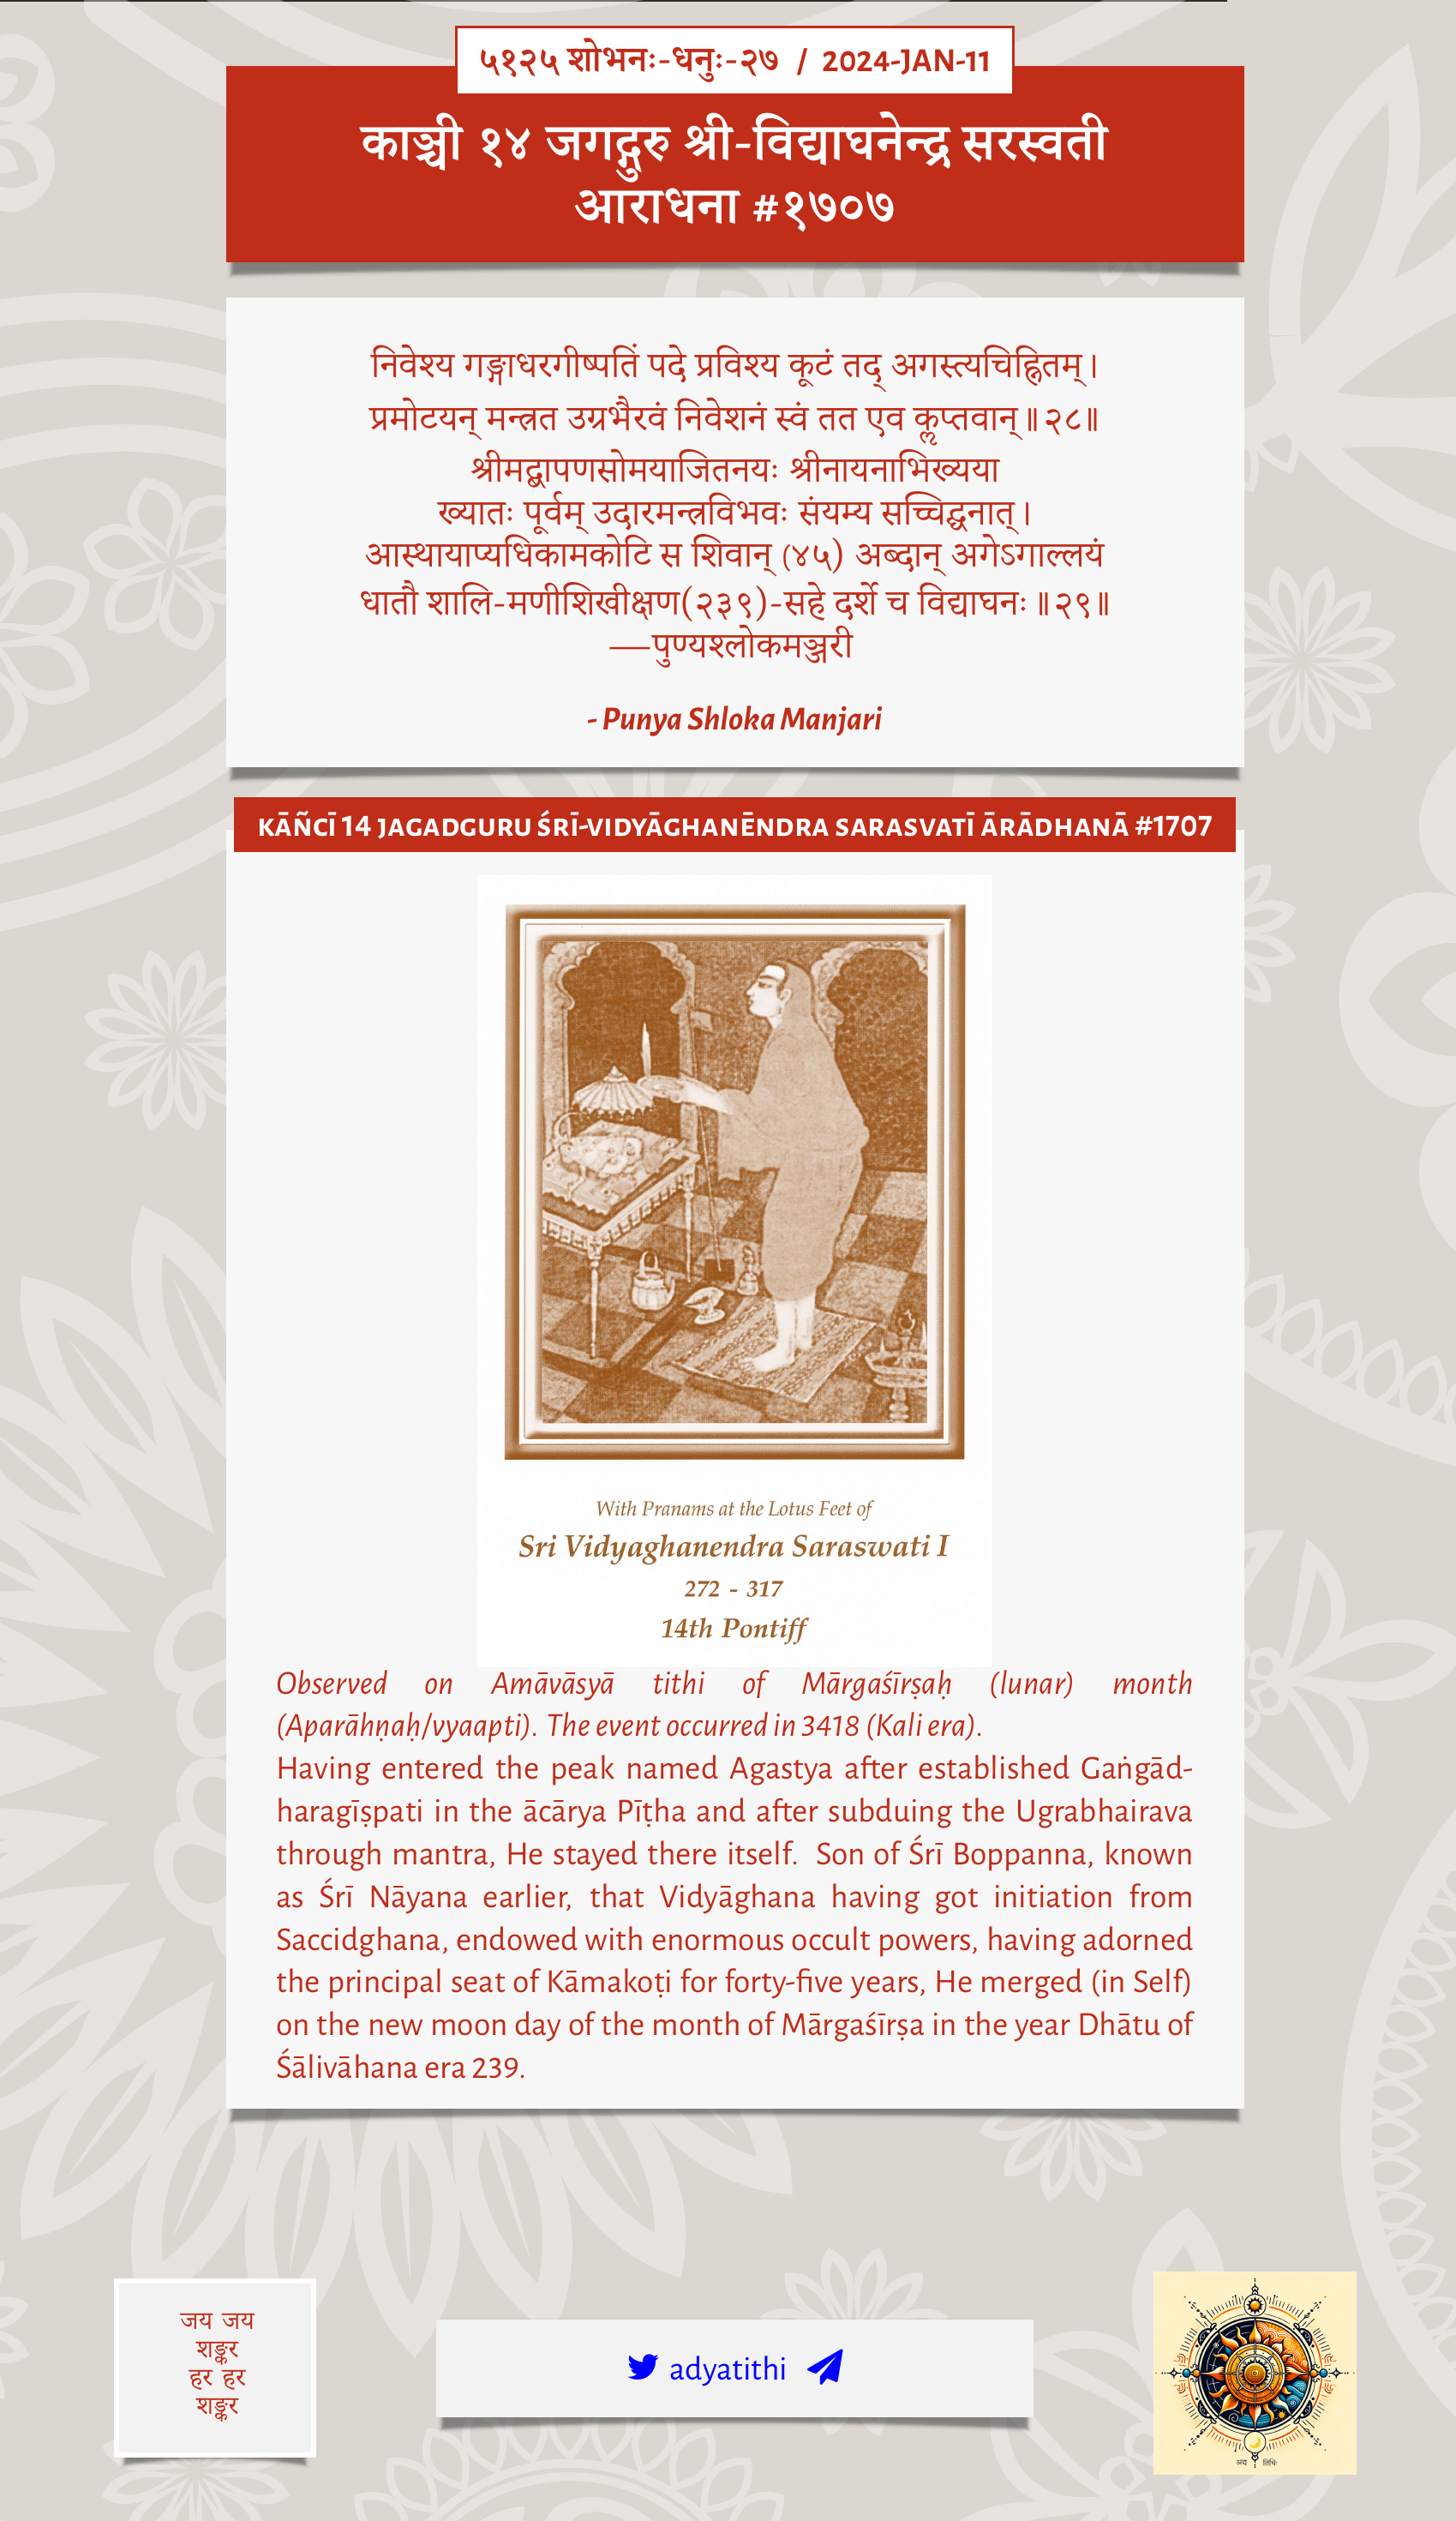 ५१२५ शोभनः-धनुः-२७ / 2024-JAN-11
काञ्ची १४ जगद्गुरु श्री-विद्याघनेन्द्र सरस्वती
आराधना #१७०७
निवेश्य गङ्गाधरगीष्पतिं पदे प्रविश्य कूटं तद् अगस्त्यचिह्नितम्।
प्रमोटयन् मन्त्रत उग्रभैरवं निवेशनं स्वं तत एव कॢप्तवान्॥२८॥
श्रीमद्बापणसोमयाजितनयः श्रीनायनाभिख्यया
ख्यातः पूर्वम् उदारमन्त्रविभवः संयम्य सच्चिद्घनात्।
आस्थायाप्यधिकामकोटि स शिवान् (४५) अब्दान् अगेऽगाल्लयं
धातौ शालि-मणीशिखीक्षण(२३९)-सहे दर्शे च विद्याघनः॥२९॥
—पुण्यश्लोकमञ्जरी
- Punya Shloka Manjari
KĀÑCĪ 14 JAGADGURU ŚRĪ-VIDYĀGHANĒNDRA SARASVATĪ ĀRĀDHANĀ #1707
With Pranams at the Lotus Feet of
Sri Vidyaghanendra Saraswati I
272 - 317
14th Pontiff
Observed on Amāvāsyā tithi of Mārgaśīrṣaḥ (lunar) month
(Aparāhṇaḥ/vyaapti). The event occurred in 3418 (Kali era).
Having entered the peak named Agastya after established Gaṅgād-
haragīṣpati in the ācārya Pīṭha and after subduing the Ugrabhairava
through mantra, He stayed there itself. Son of Śrī Boppanna, known
as Śrī Nāyana earlier, that Vidyāghana having got initiation from
Saccidghana, endowed with enormous occult powers, having adorned
the principal seat of Kāmakoṭi for forty-five years, He merged (in Self)
on the new moon day of the month of Mārgaśīrṣa in the year Dhātu of
Śālivāhana era 239.
जय जय
शङ्कर
हर हर
शङ्कर
adyatithi
अद्य तिथिः